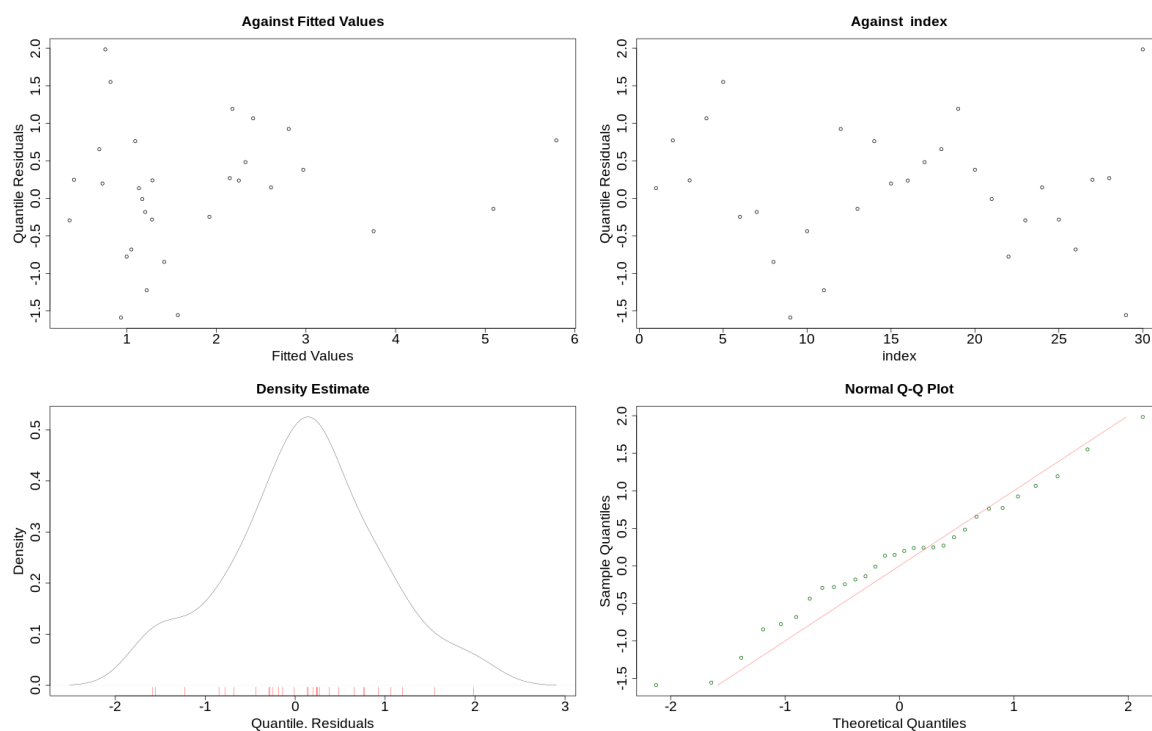 Against Fitted Values
Quantile Residuals
-1.5 -1.0 -0.5 0.0 0.5 1.0 1.5 2.0
1 2 3 4 5 6
Fitted Values
Against index
Quantile Residuals
-1.5 -1.0 -0.5 0.0 0.5 1.0 1.5 2.0
0 5 10 15 20 25 30
index
Density Estimate
Density
0.0 0.1 0.2 0.3 0.4 0.5
-2 -1 0 1 2 3
Quantile. Residuals
Normal Q-Q Plot
Sample Quantiles
-1.5 -1.0 -0.5 0.0 0.5 1.0 1.5 2.0
-2 -1 0 1 2
Theoretical Quantiles